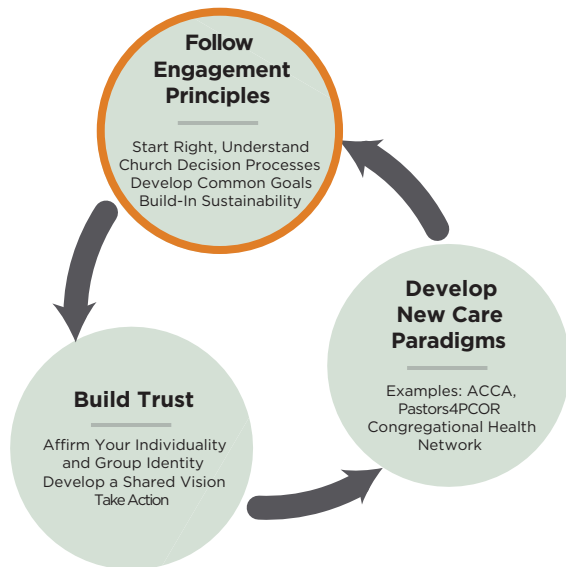 Follow
Engagement
Principles
Start Right, Understand
Church Decision Processes
Develop Common Goals
Build-In Sustainability
Build Trust
Affirm Your Individuality
and Group Identity
Develop a Shared Vision
Take Action
Develop
New Care
Paradigms
Examples: ACCA,
Pastors4PCOR
Congregational Health
Network